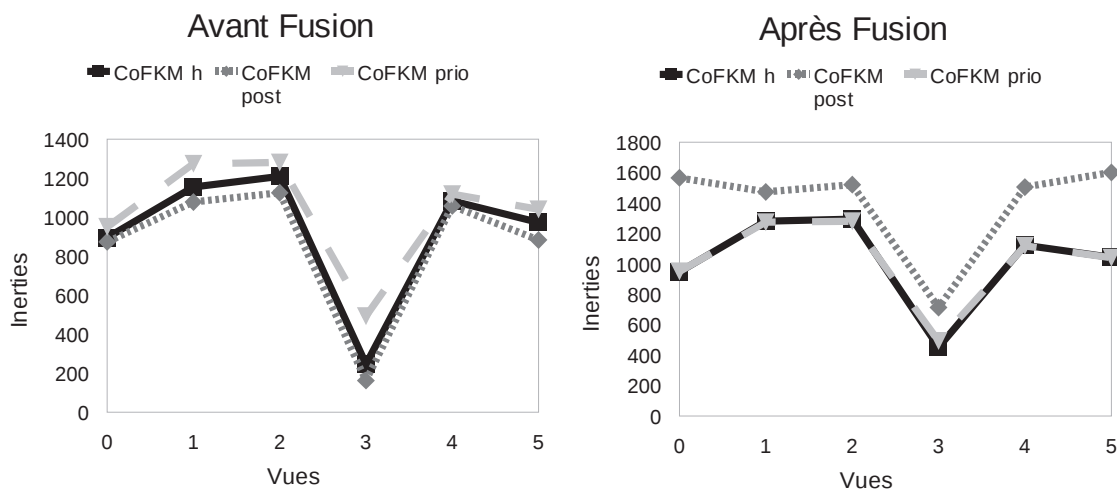 Avant Fusion
CoFKM h CoFKM post CoFKM prio
1400
1200
1000
800
600
400
200
0
0 1 2 3 4 5
Inerties
Vues
Après Fusion
CoFKM h CoFKM post CoFKM prio
1800
1600
1400
1200
1000
800
600
400
200
0
0 1 2 3 4 5
Inerties
Vues